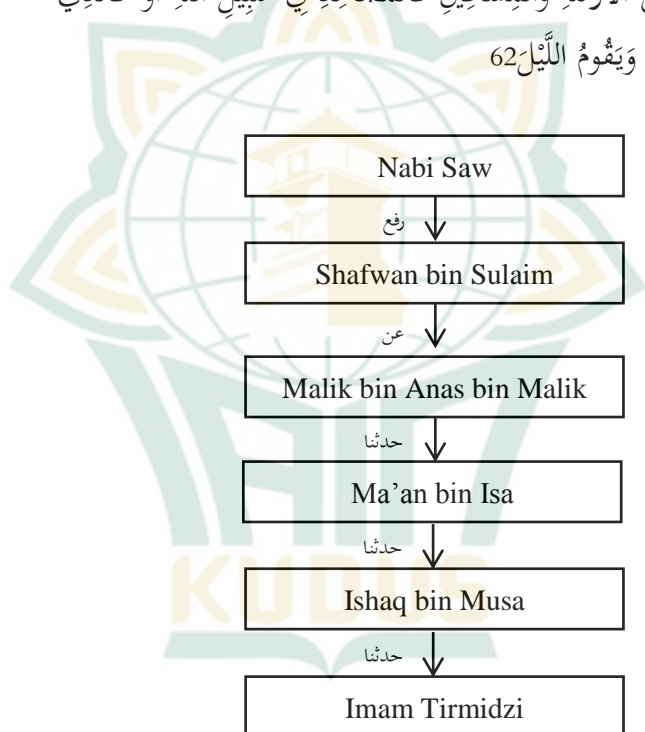 وَيَقُومُ اللَّيْلَ62
Nabi Saw
رفع
Shafwan bin Sulaim
عن
Malik bin Anas bin Malik
حدثنا
Ma’an bin Isa
حدثنا
Ishaq bin Musa
حدثنا
Imam Tirmidzi
KUDUS